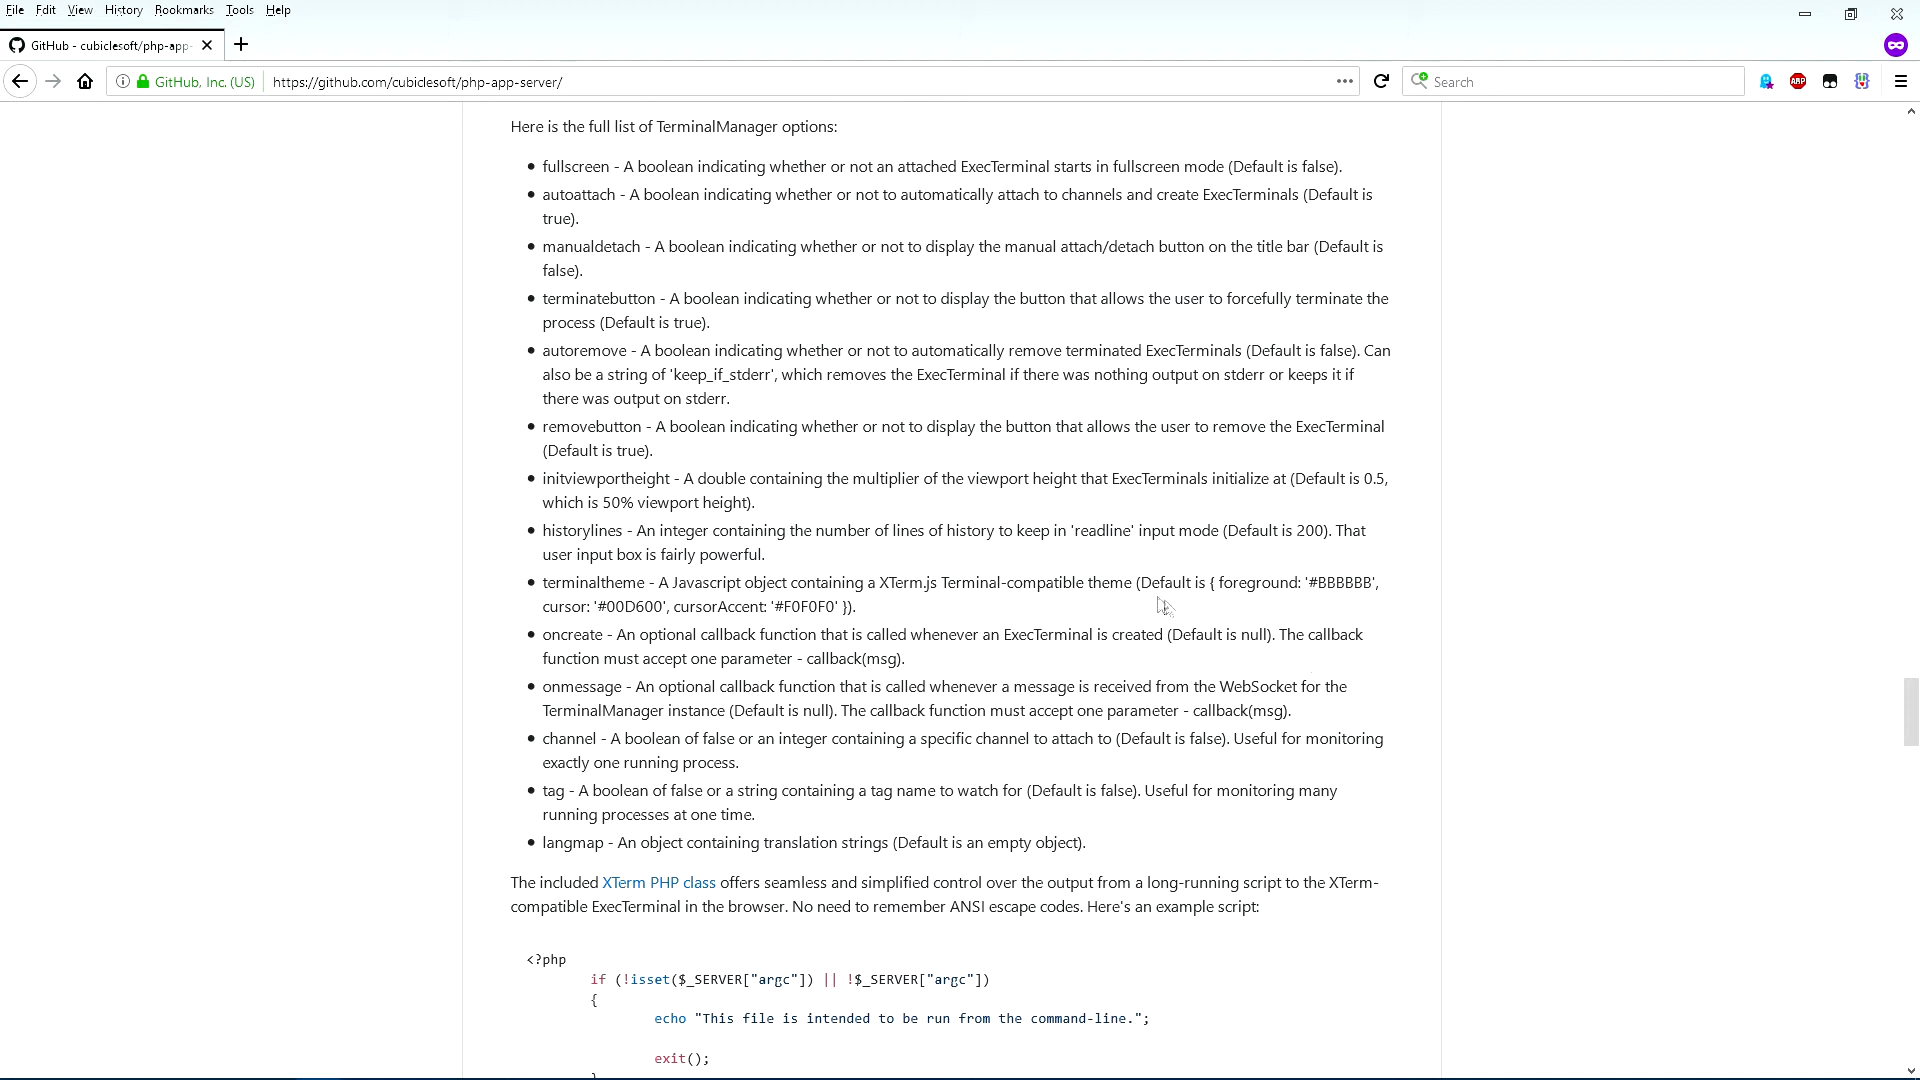 File Edit View History Bookmarks Tools Help
GitHub - cubiclesoft/php-app-
GitHub, Inc. (US) https://github.com/cubiclesoft/php-app-server/ Search ABP
Here is the full list of TerminalManager options:
• fullscreen - A boolean indicating whether or not an attached ExecTerminal starts in fullscreen mode (Default is false).
• autoattach - A boolean indicating whether or not to automatically attach to channels and create ExecTerminals (Default is
true).
• manualdetach - A boolean indicating whether or not to display the manual attach/detach button on the title bar (Default is
false).
• terminatebutton - A boolean indicating whether or not to display the button that allows the user to forcefully terminate the
process (Default is true).
• autoremove - A boolean indicating whether or not to automatically remove terminated ExecTerminals (Default is false). Can
also be a string of 'keep_if_stderr', which removes the ExecTerminal if there was nothing output on stderr or keeps it if
there was output on stderr.
• removebutton - A boolean indicating whether or not to display the button that allows the user to remove the ExecTerminal
(Default is true).
• initviewportheight - A double containing the multiplier of the viewport height that ExecTerminals initialize at (Default is 0.5,
which is 50% viewport height).
• historylines - An integer containing the number of lines of history to keep in 'readline' input mode (Default is 200). That
user input box is fairly powerful.
• terminaltheme - A Javascript object containing a XTerm.js Terminal-compatible theme (Default is { foreground: '#BBBBBB',
cursor: '#00D600', cursorAccent: '#F0F0F0' }).
• oncreate - An optional callback function that is called whenever an ExecTerminal is created (Default is null). The callback
function must accept one parameter - callback(msg).
• onmessage - An optional callback function that is called whenever a message is received from the WebSocket for the
TerminalManager instance (Default is null). The callback function must accept one parameter - callback(msg).
• channel - A boolean of false or an integer containing a specific channel to attach to (Default is false). Useful for monitoring
exactly one running process.
• tag - A boolean of false or a string containing a tag name to watch for (Default is false). Useful for monitoring many
running processes at one time.
• langmap - An object containing translation strings (Default is an empty object).
The included XTerm PHP class offers seamless and simplified control over the output from a long-running script to the XTerm-
compatible ExecTerminal in the browser. No need to remember ANSI escape codes. Here's an example script:
<?php
if (!isset($_SERVER["argc"]) || !$_SERVER["argc"])
{
echo "This file is intended to be run from the command-line.";
exit();
}